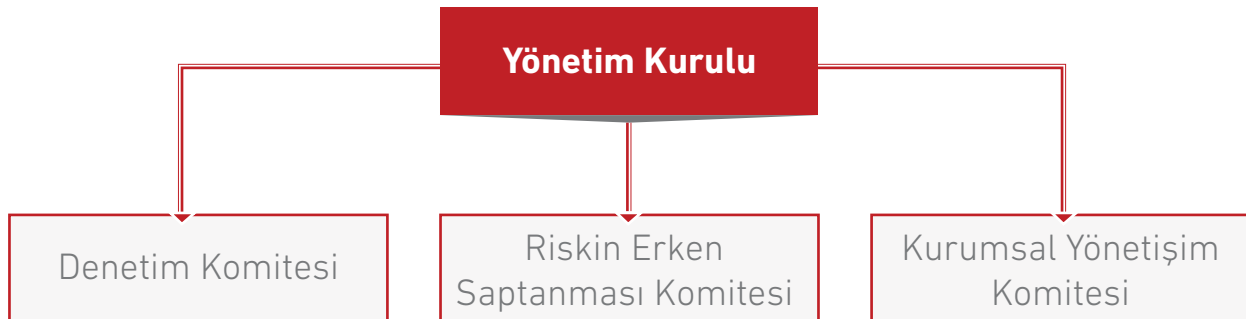 Yönetim Kurulu
Denetim Komitesi
Riskin Erken
Saptanması Komitesi
Kurumsal Yönetişim
Komitesi